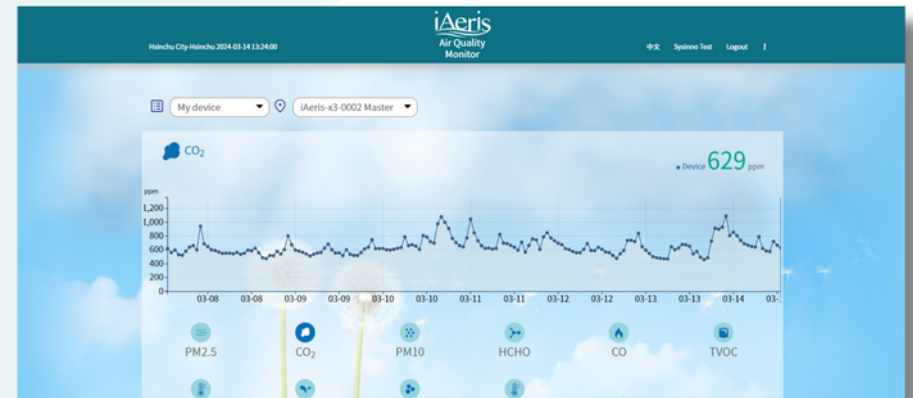 iAeris
Air Quality
Monitor
Hsinchu City-Hsinchu 2024-03-14 13:24:00
中文 Sysinno Test Logout
My device iAeris-x3-0002 Master
CO₂
Device 629 ppm
ppm
1,200
1,000
800
600
400
200
0
03-08 03-08 03-09 03-09 03-10 03-10 03-11 03-11 03-12 03-12 03-13 03-13 03-14 03-
PM2.5 CO₂ PM10 HCHO CO TVOC